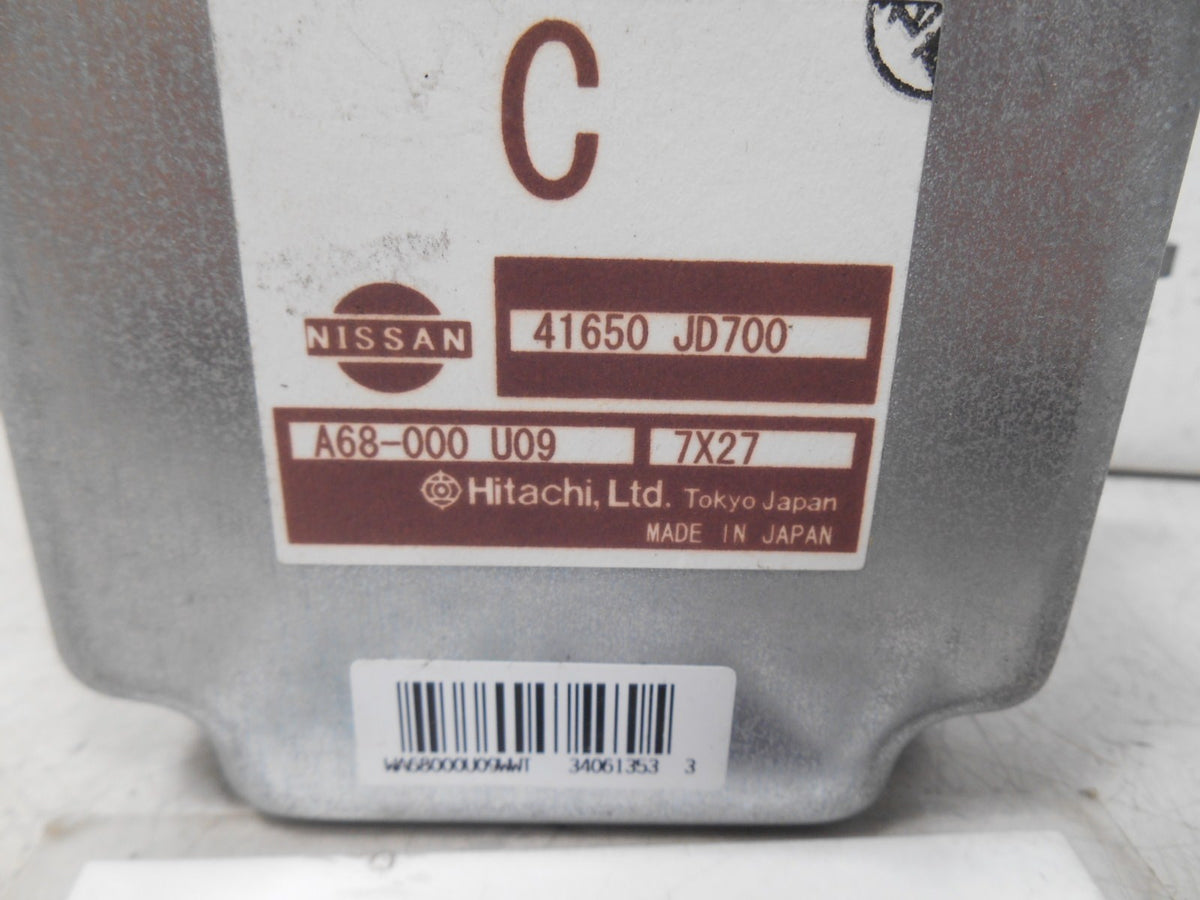 C
NISSAN
41650 JD700
A68-000 U09 7X27
Hitachi, Ltd. Tokyo Japan
MADE IN JAPAN
WA68000U09WWT 34061353 3